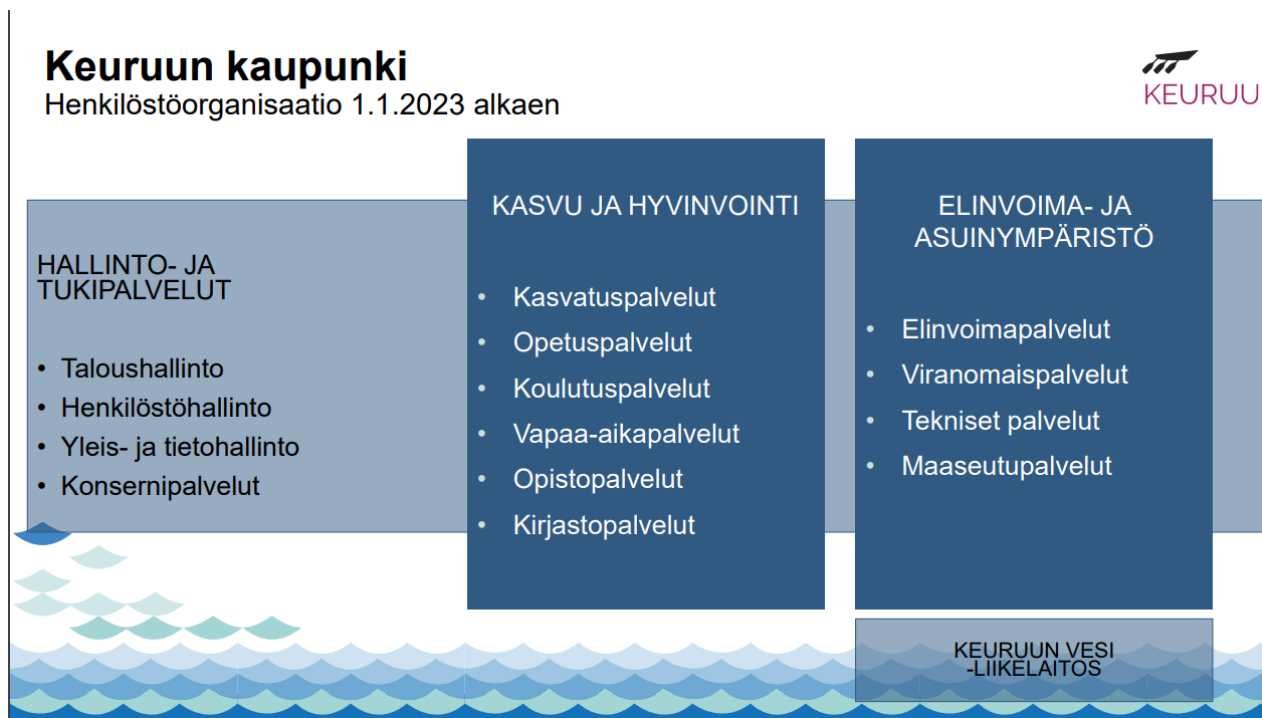 Keuruun kaupunki
Henkilöstöorganisaatio 1.1.2023 alkaen
KEURUU
HALLINTO- JA
TUKIPALVELUT
• Taloushallinto
• Henkilöstöhallinto
• Yleis- ja tietohallinto
• Konsernipalvelut
KASVU JA HYVINVOINTI
• Kasvatuspalvelut
• Opetuspalvelut
• Koulutuspalvelut
• Vapaa-aikapalvelut
• Opistopalvelut
• Kirjastopalvelut
ELINVOIMA- JA
ASUINYMPÄRISTÖ
• Elinvoimapalvelut
• Viranomaispalvelut
• Tekniset palvelut
• Maaseutupalvelut
KEURUUN VESI
-LIIKELAITOS